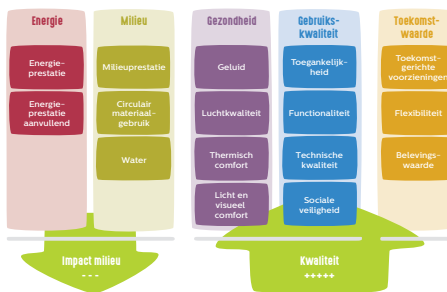 Energie
Energie-
prestatie
Energie-
prestatie
aanvullend
Milieu
Milieuprestatie
Circulair
materiaal-
gebruik
Water
Gezondheid
Geluid
Luchtkwaliteit
Thermisch
comfort
Licht en
visueel
comfort
Gebruiks-
kwaliteit
Toegankelijk-
heid
Functionaliteit
Technische
kwaliteit
Sociale
veiligheid
Toekomst-
waarde
Toekomst-
gerichte
voorzieningen
Flexibiliteit
Belevings-
waarde
Impact milieu
- - -
Kwaliteit
+++++